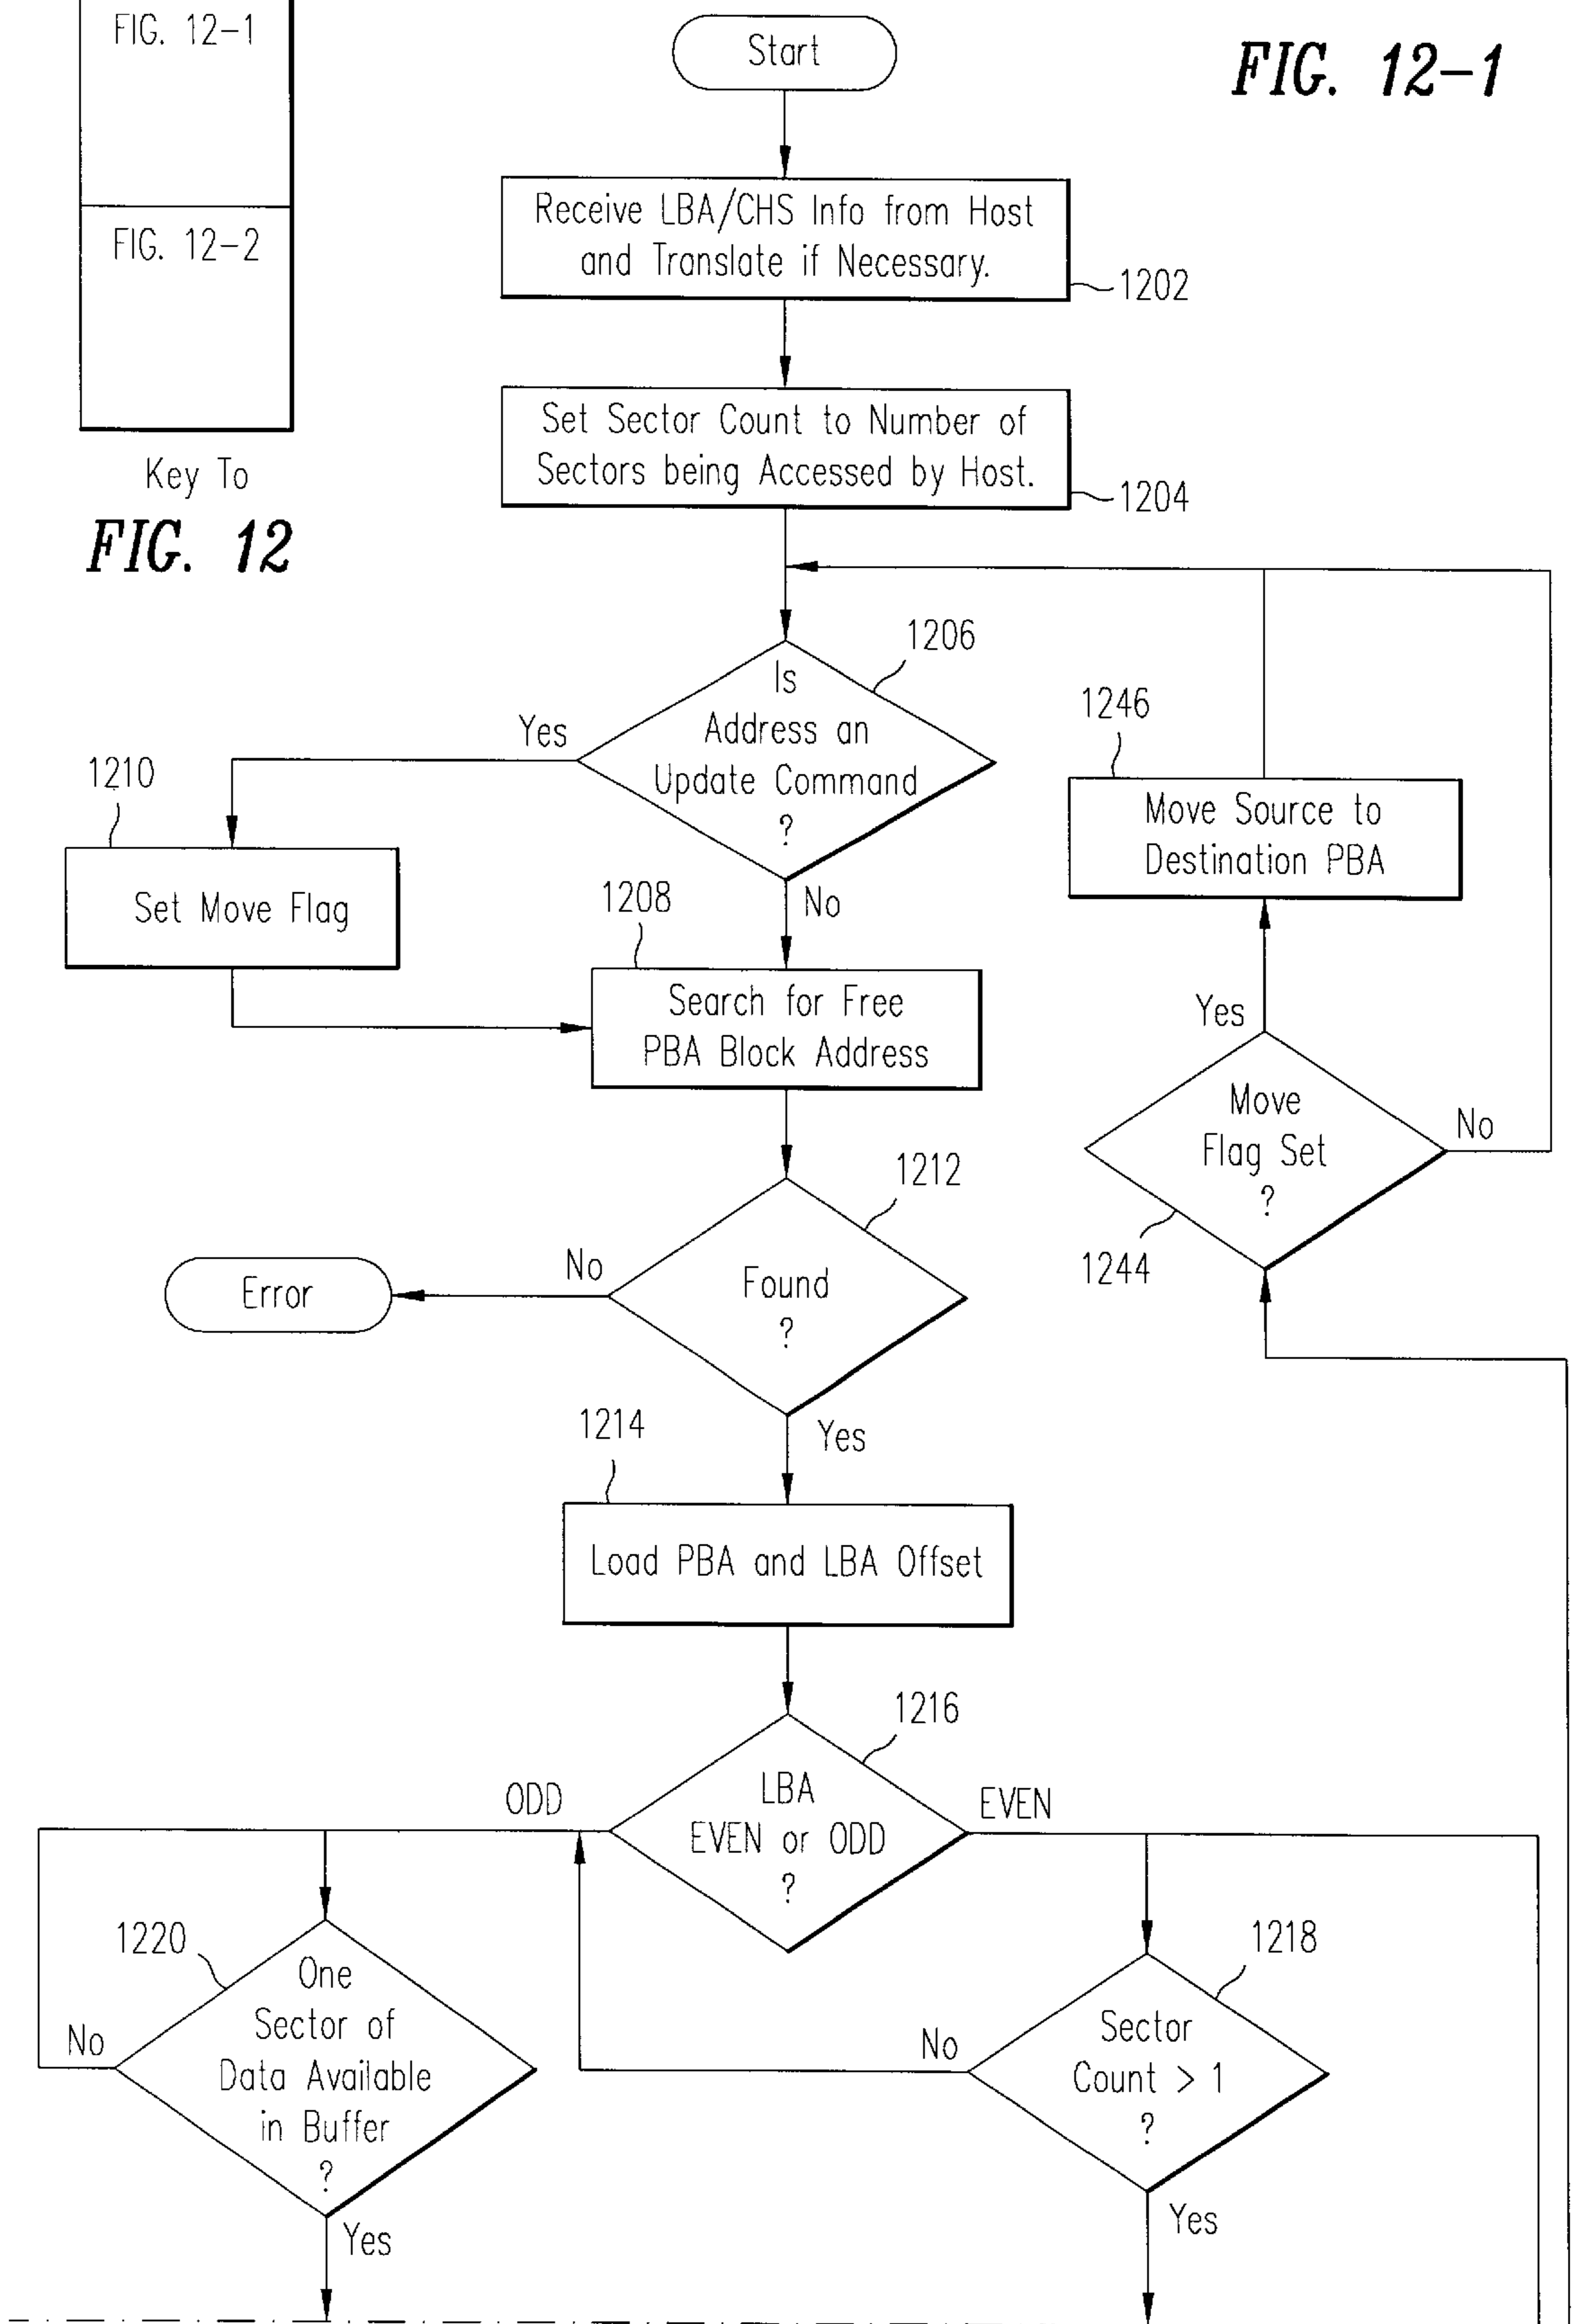 FIG. 12-1
FIG. 12-2
Key To
FIG. 12
FIG. 12-1
Start
Receive LBA/CHS Info from Host
and Translate if Necessary.
1202
Set Sector Count to Number of
Sectors being Accessed by Host.
1204
1206
Is
Address an
Update Command
?
Yes
No
1210
Set Move Flag
1208
Search for Free
PBA Block Address
1246
Move Source to
Destination PBA
Yes
Move
Flag Set
?
No
1244
1212
Found
?
No
Error
Yes
1214
Load PBA and LBA Offset
1216
LBA
EVEN or ODD
?
ODD
EVEN
1220
One
Sector of
Data Available
in Buffer
?
No
Yes
1218
Sector
Count > 1
?
No
Yes